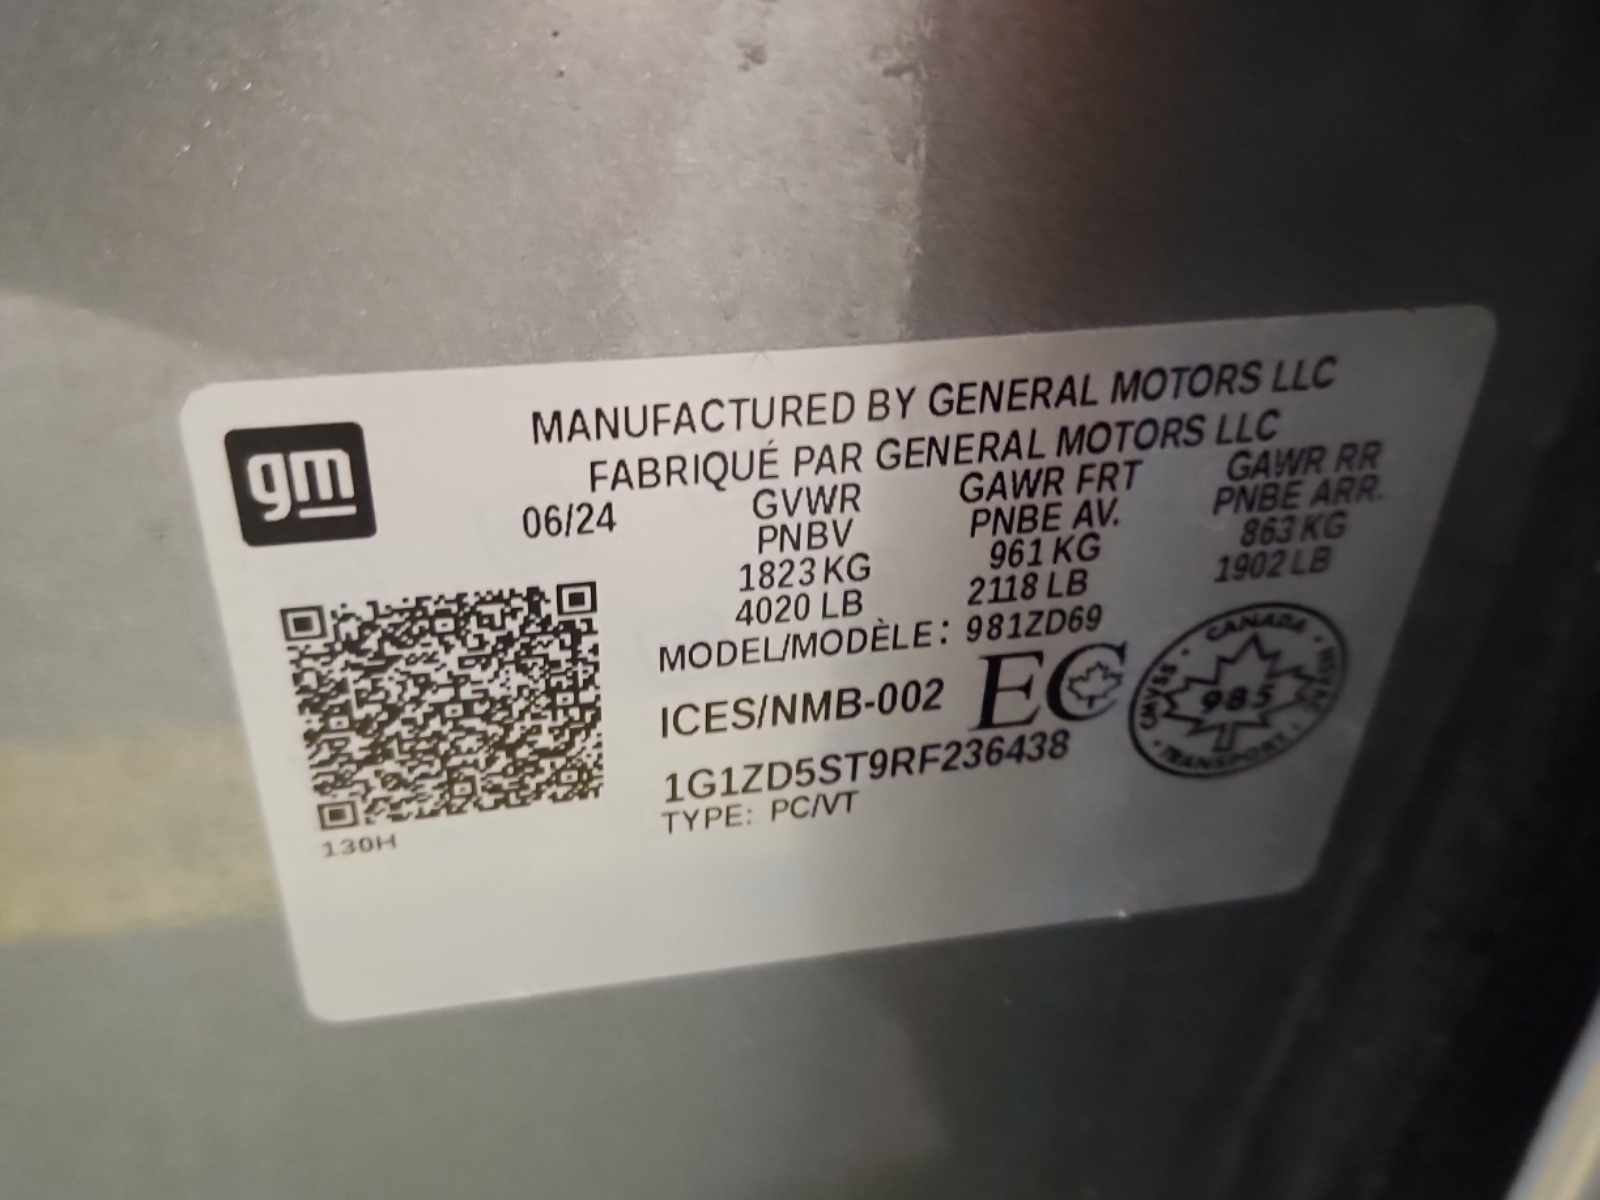 gm
MANUFACTURED BY GENERAL MOTORS LLC
FABRIQUÉ PAR GENERAL MOTORS LLC
06/24
GVWR
PNBV
1823 KG
4020 LB
GAWR FRT
PNBE AV.
961 KG
2118 LB
GAWR RR
PNBE ARR.
863 KG
1902 LB
MODEL/MODÈLE: 981ZD69
ICES/NMB-002 EC
1G1ZD5ST9RF236438
TYPE: PC/VT
130H
CANADA
CMVSS
985
NSVAC
TRANSPORT